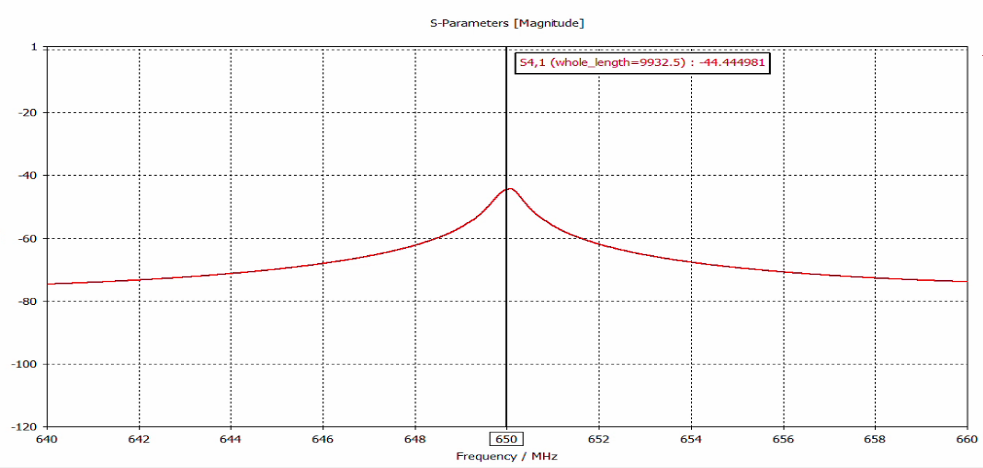 S-Parameters [Magnitude]
S4,1 (whole_length=9932.5) : -44.444981
1
-20
-40
-60
-80
-100
-120
640 642 644 646 648 650 652 654 656 658 660
Frequency / MHz